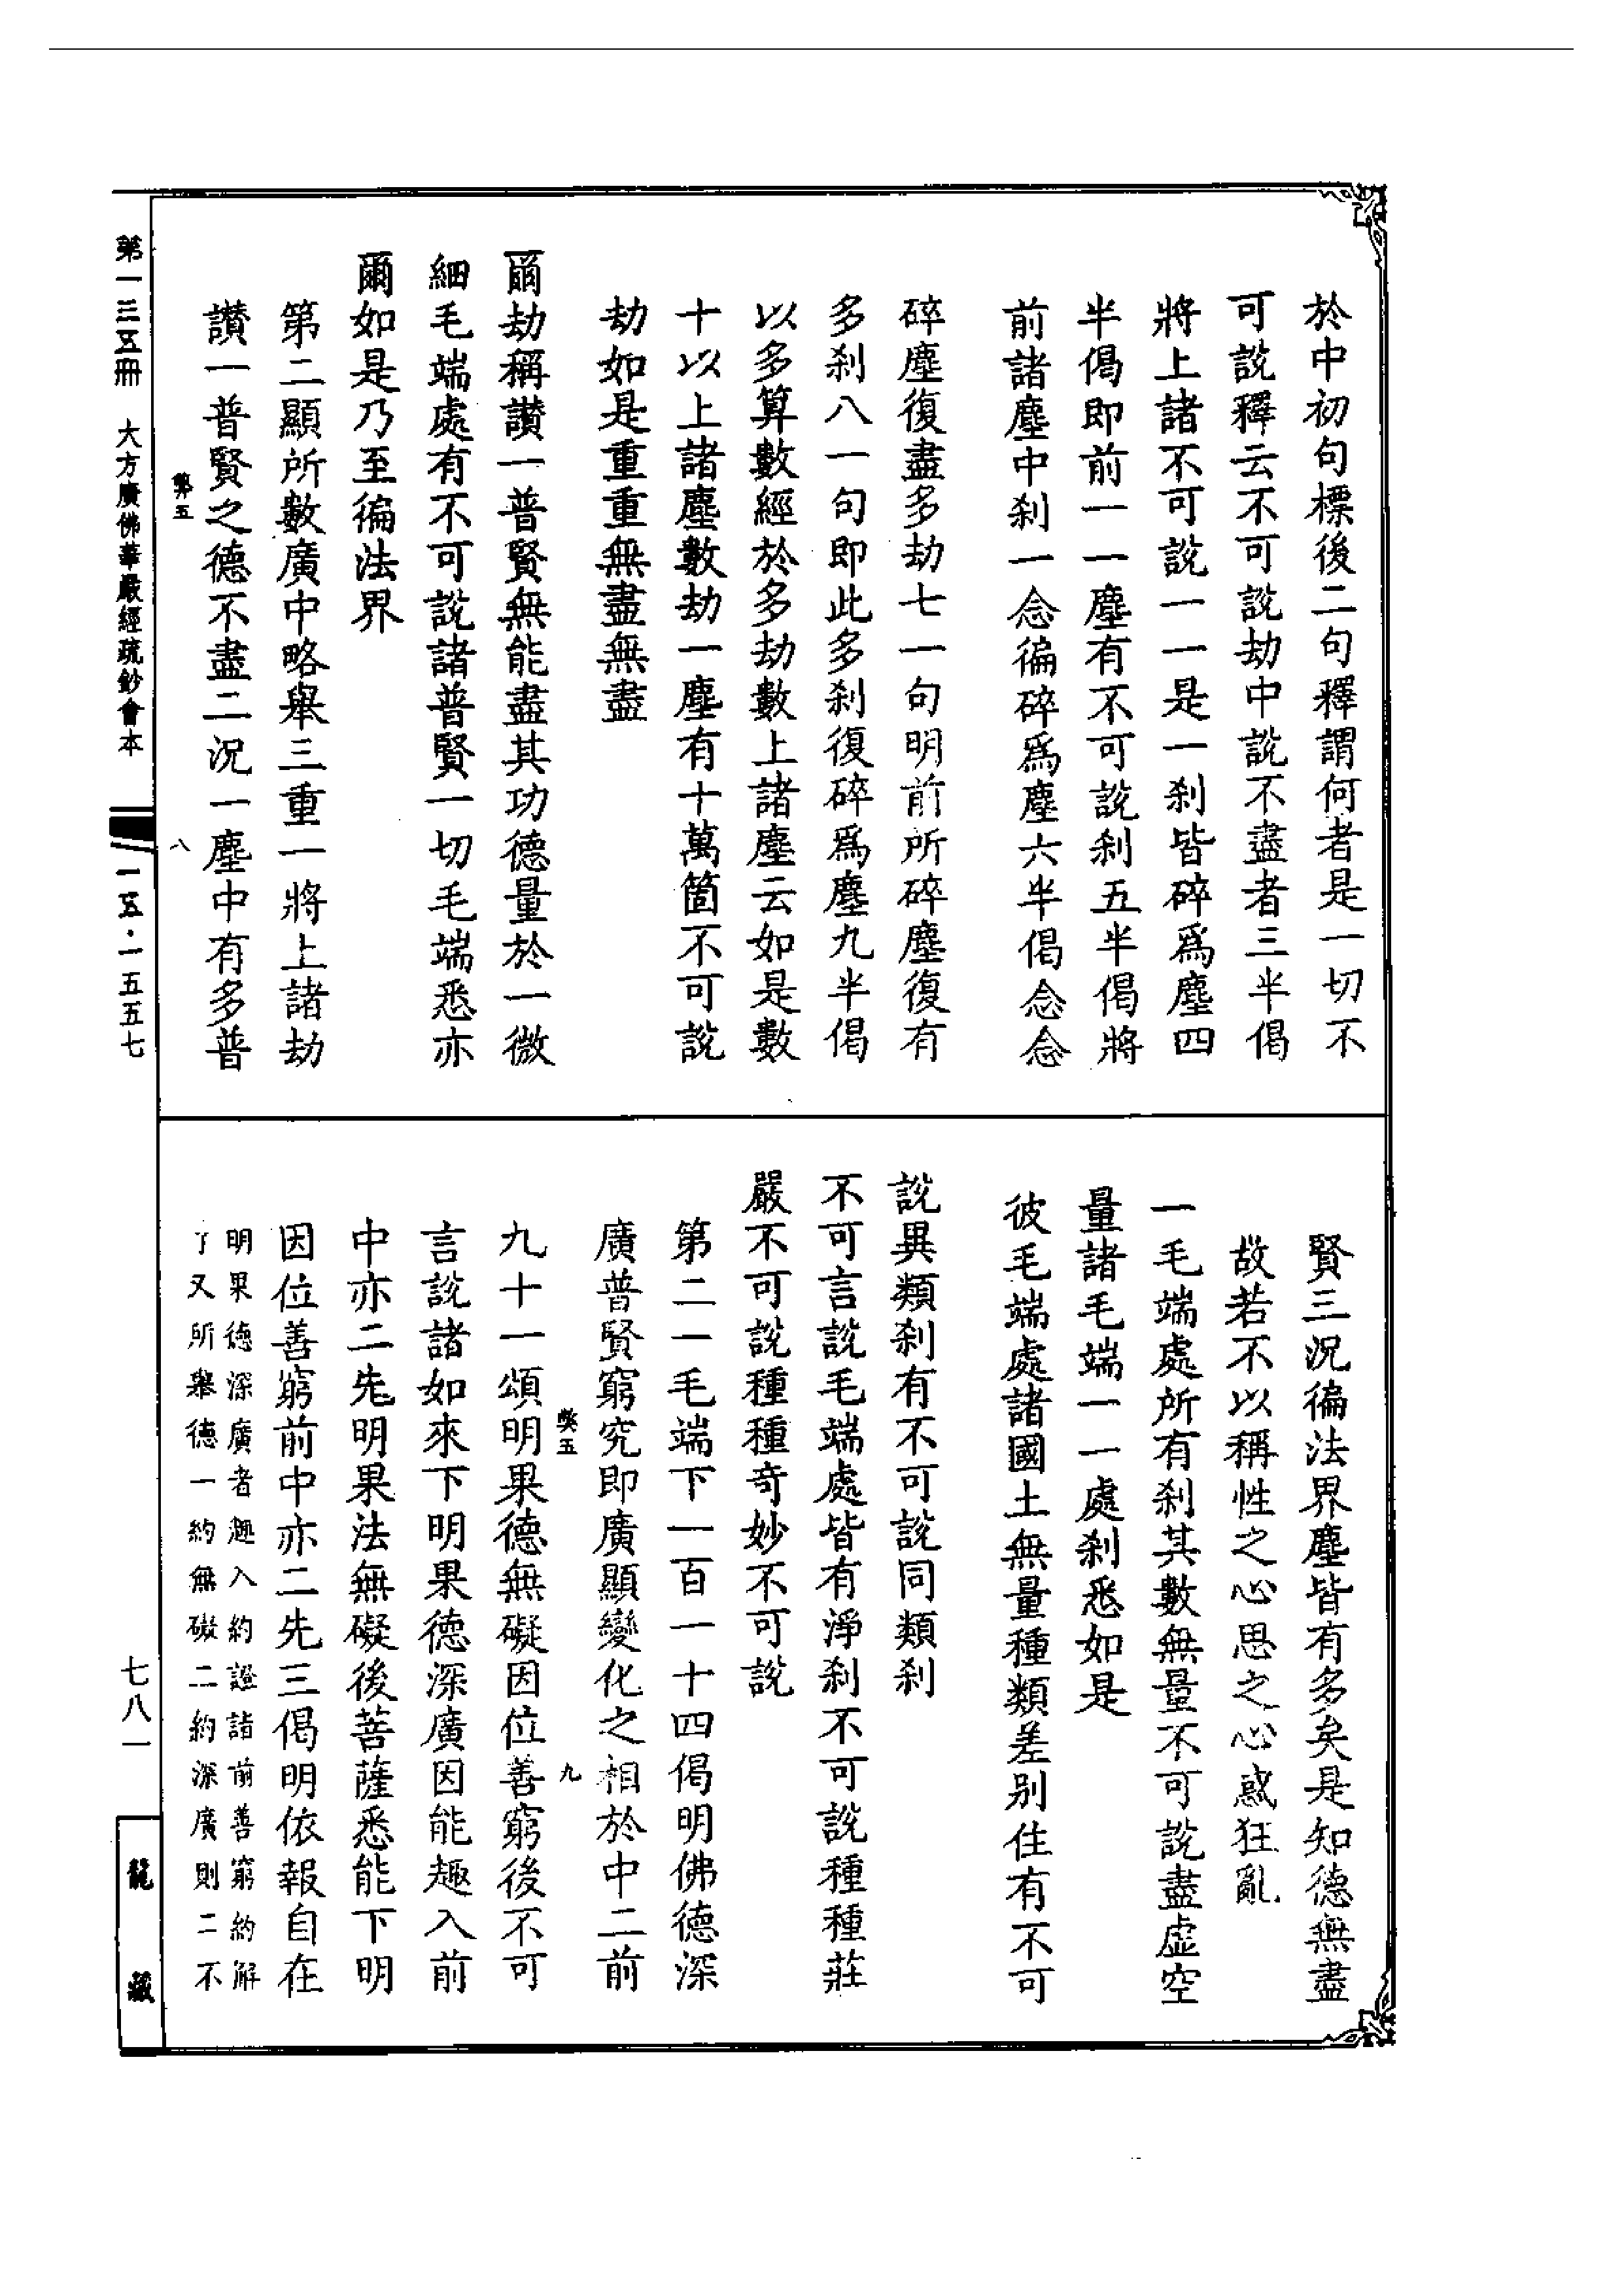 於中初句標後二句釋謂何者是一切不
可說釋云不可說劫中說不盡者三半偈
將上諸不可說一一是一剎皆碎為塵四
半偈即前一一塵有不可說剎五半偈將
前諸塵中剎一念徧碎為塵六半偈念念
碎塵復盡多劫七一句明前所碎塵復有
多剎八一句即此多剎復碎為塵九半偈
以多算數經於多劫數上諸塵云如是數
十以上諸塵數劫一塵有十萬箇不可說
劫如是重重無盡無盡
爾劫稱讚一普賢無能盡其功德量於一微
細毛端處有不可說諸普賢一切毛端悉亦
爾如是乃至徧法界
第二顯所數廣中略舉三重一將上諸劫
讚一普賢之德不盡二況一塵中有多普
弊五
八
賢三況徧法界塵皆有多矣是知德無盡
故若不以稱性之心思之心惑狂亂
一毛端處所有剎其數無量不可說盡虛空
量諸毛端一一處剎悉如是
彼毛端處諸國土無量種類差別住有不可
說異類剎有不可說同類剎
不可言說毛端處皆有淨剎不可說種種莊
嚴不可說種種奇妙不可說
第二一毛端下一百一十四偈明佛德深
廣普賢窮究即廣顯變化之相於中二前
弊五
九
九十一頌明果德無礙因位善窮後不可
言說諸如來下明果德深廣因能趣入前
中亦二先明果法無礙後菩薩悉能下明
因位善窮前中亦二先三偈明依報自在
明果德深廣者趣入約證諸前善窮約解
了又所舉德一約無礙二約深廣則二不
第一三五冊 大方廣佛華嚴經疏鈔會本
一五·一五五七
七八一
龍藏